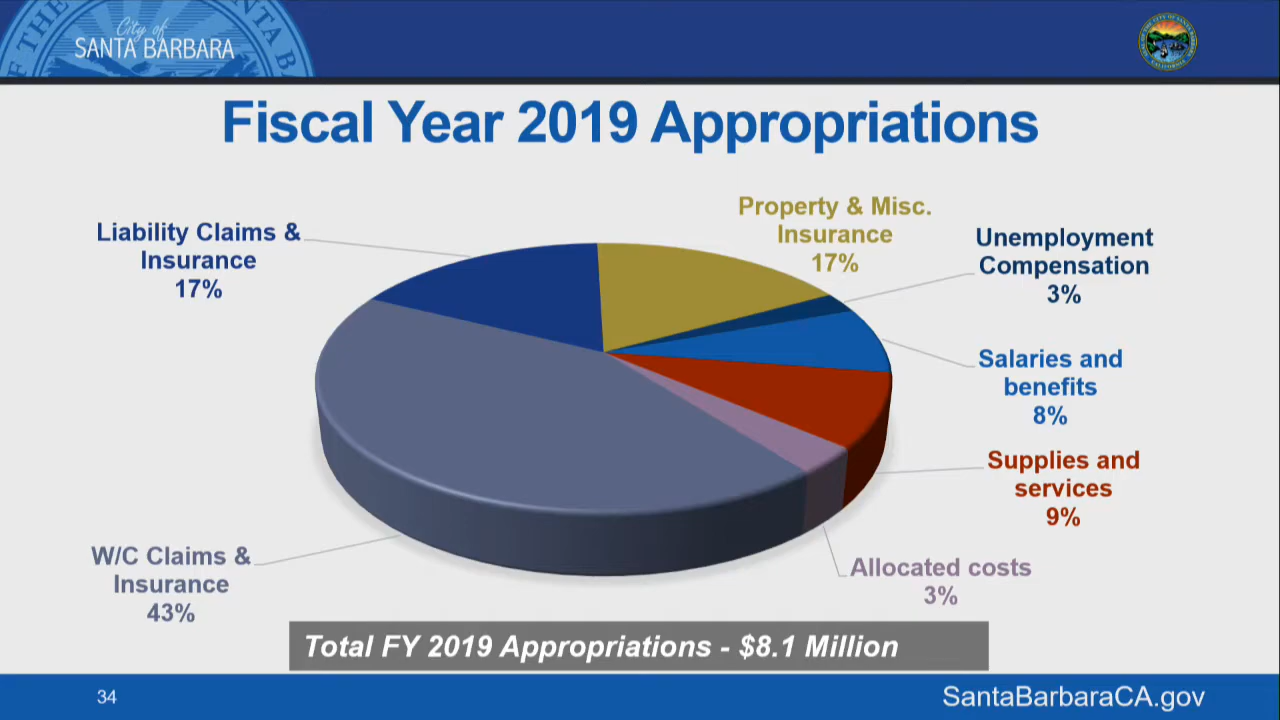 City of
SANTA BARBARA
Fiscal Year 2019 Appropriations
Liability Claims &
Insurance
17%
Property & Misc.
Insurance
17%
Unemployment
Compensation
3%
Salaries and
benefits
8%
Supplies and
services
9%
Allocated costs
3%
W/C Claims &
Insurance
43%
Total FY 2019 Appropriations - $8.1 Million
34
SantaBarbaraCA.gov